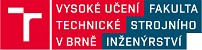 VYSOKÉ UČENÍ FAKULTA
TECHNICKÉ STROJNÍHO
V BRNĚ INŽENÝRSTVÍ